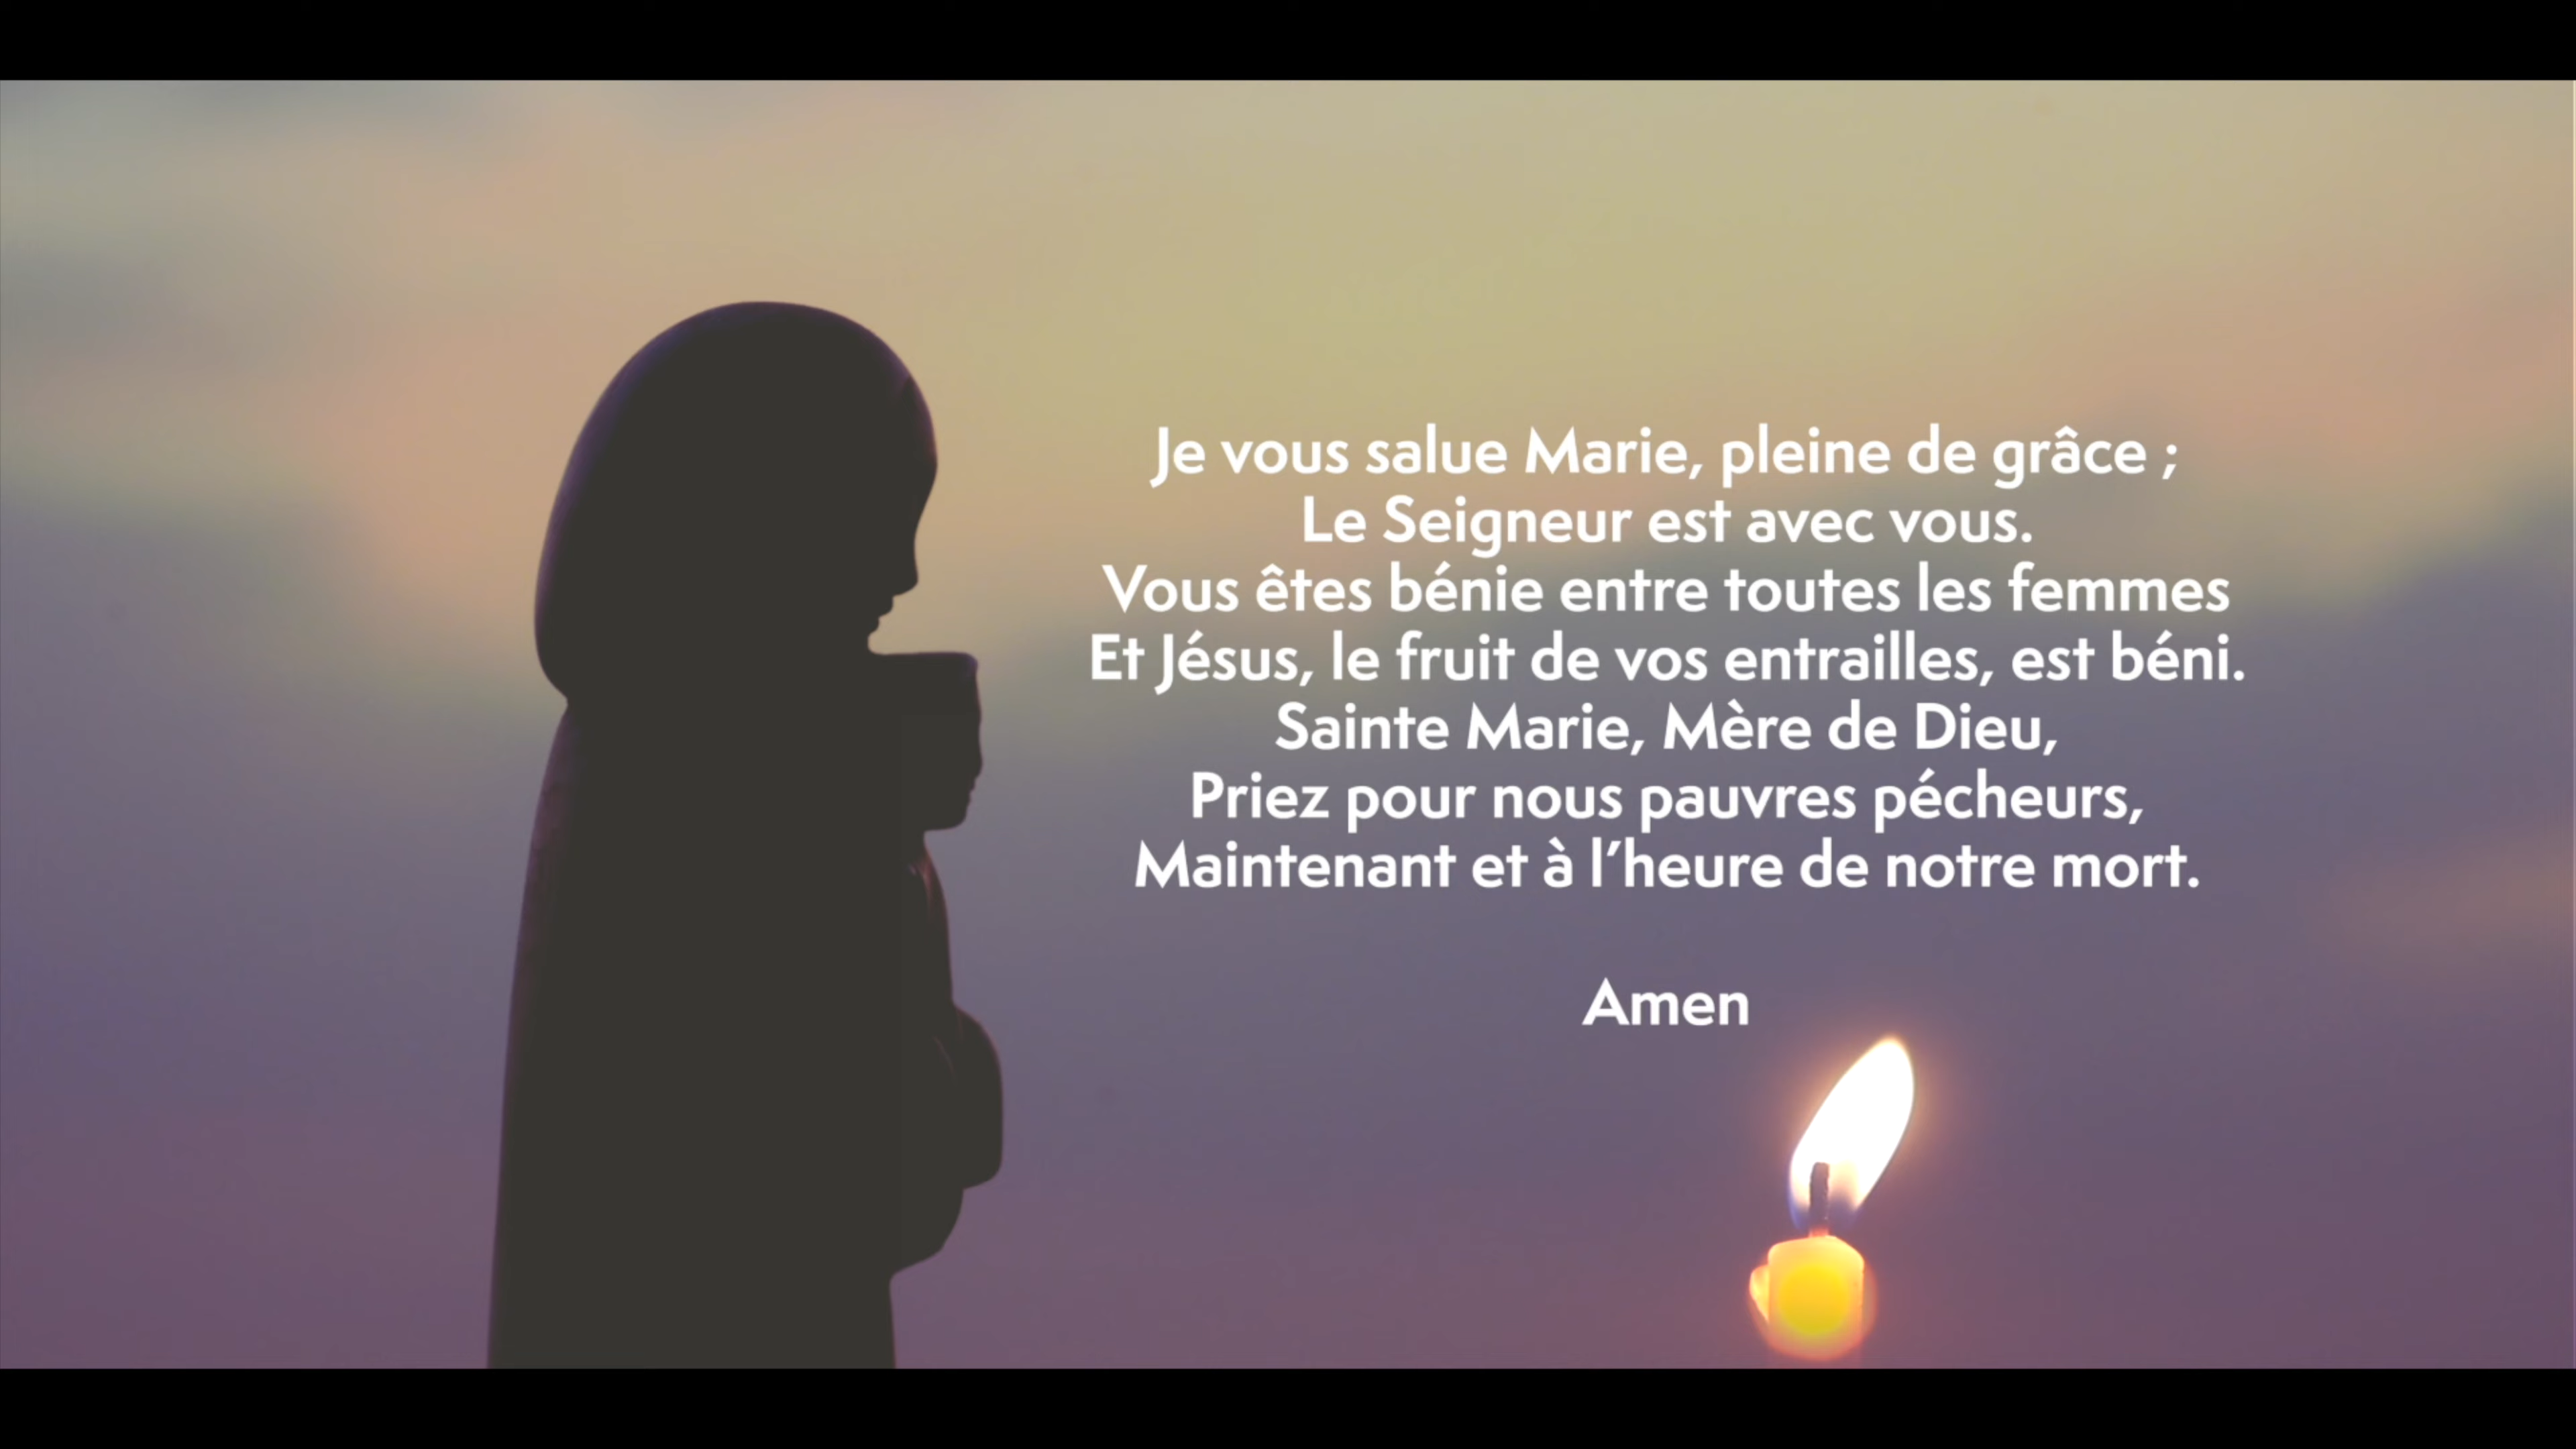 Je vous salue Marie, pleine de grâce ;
Le Seigneur est avec vous.
Vous êtes bénie entre toutes les femmes
Et Jésus, le fruit de vos entrailles, est béni.
Sainte Marie, Mère de Dieu,
Priez pour nous pauvres pécheurs,
Maintenant et à l’heure de notre mort.
Amen